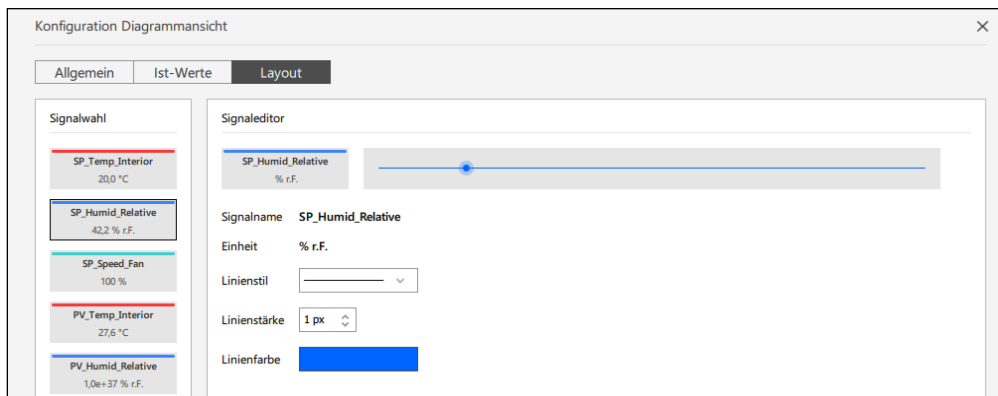 Konfiguration Diagrammansicht
Allgemein
Ist-Werte
Layout
Signalwahl
SP_Temp_Interior
20,0 °C
SP_Humid_Relative
42,2 % r.F.
SP_Speed_Fan
100 %
PV_Temp_Interior
27,6 °C
PV_Humid_Relative
1,0e+37 % r.F.
Signaleditor
SP_Humid_Relative
% r.F.
Signalname SP_Humid_Relative
Einheit % r.F.
Linienstil
Linienstärke 1 px
Linienfarbe